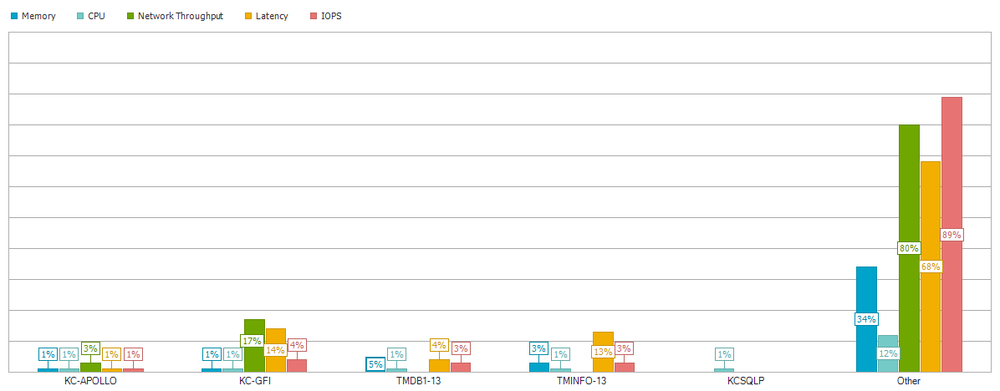 Memory CPU Network Throughput Latency IOPS
1% 1% 3% 1% 1%
1% 1% 17% 14% 4%
5% 1% 4% 3%
3% 1% 13% 3%
1%
34% 12% 80% 68% 89%
KC-APOLLO KC-GFI TMDB1-13 TMINFO-13 KCSQLP Other